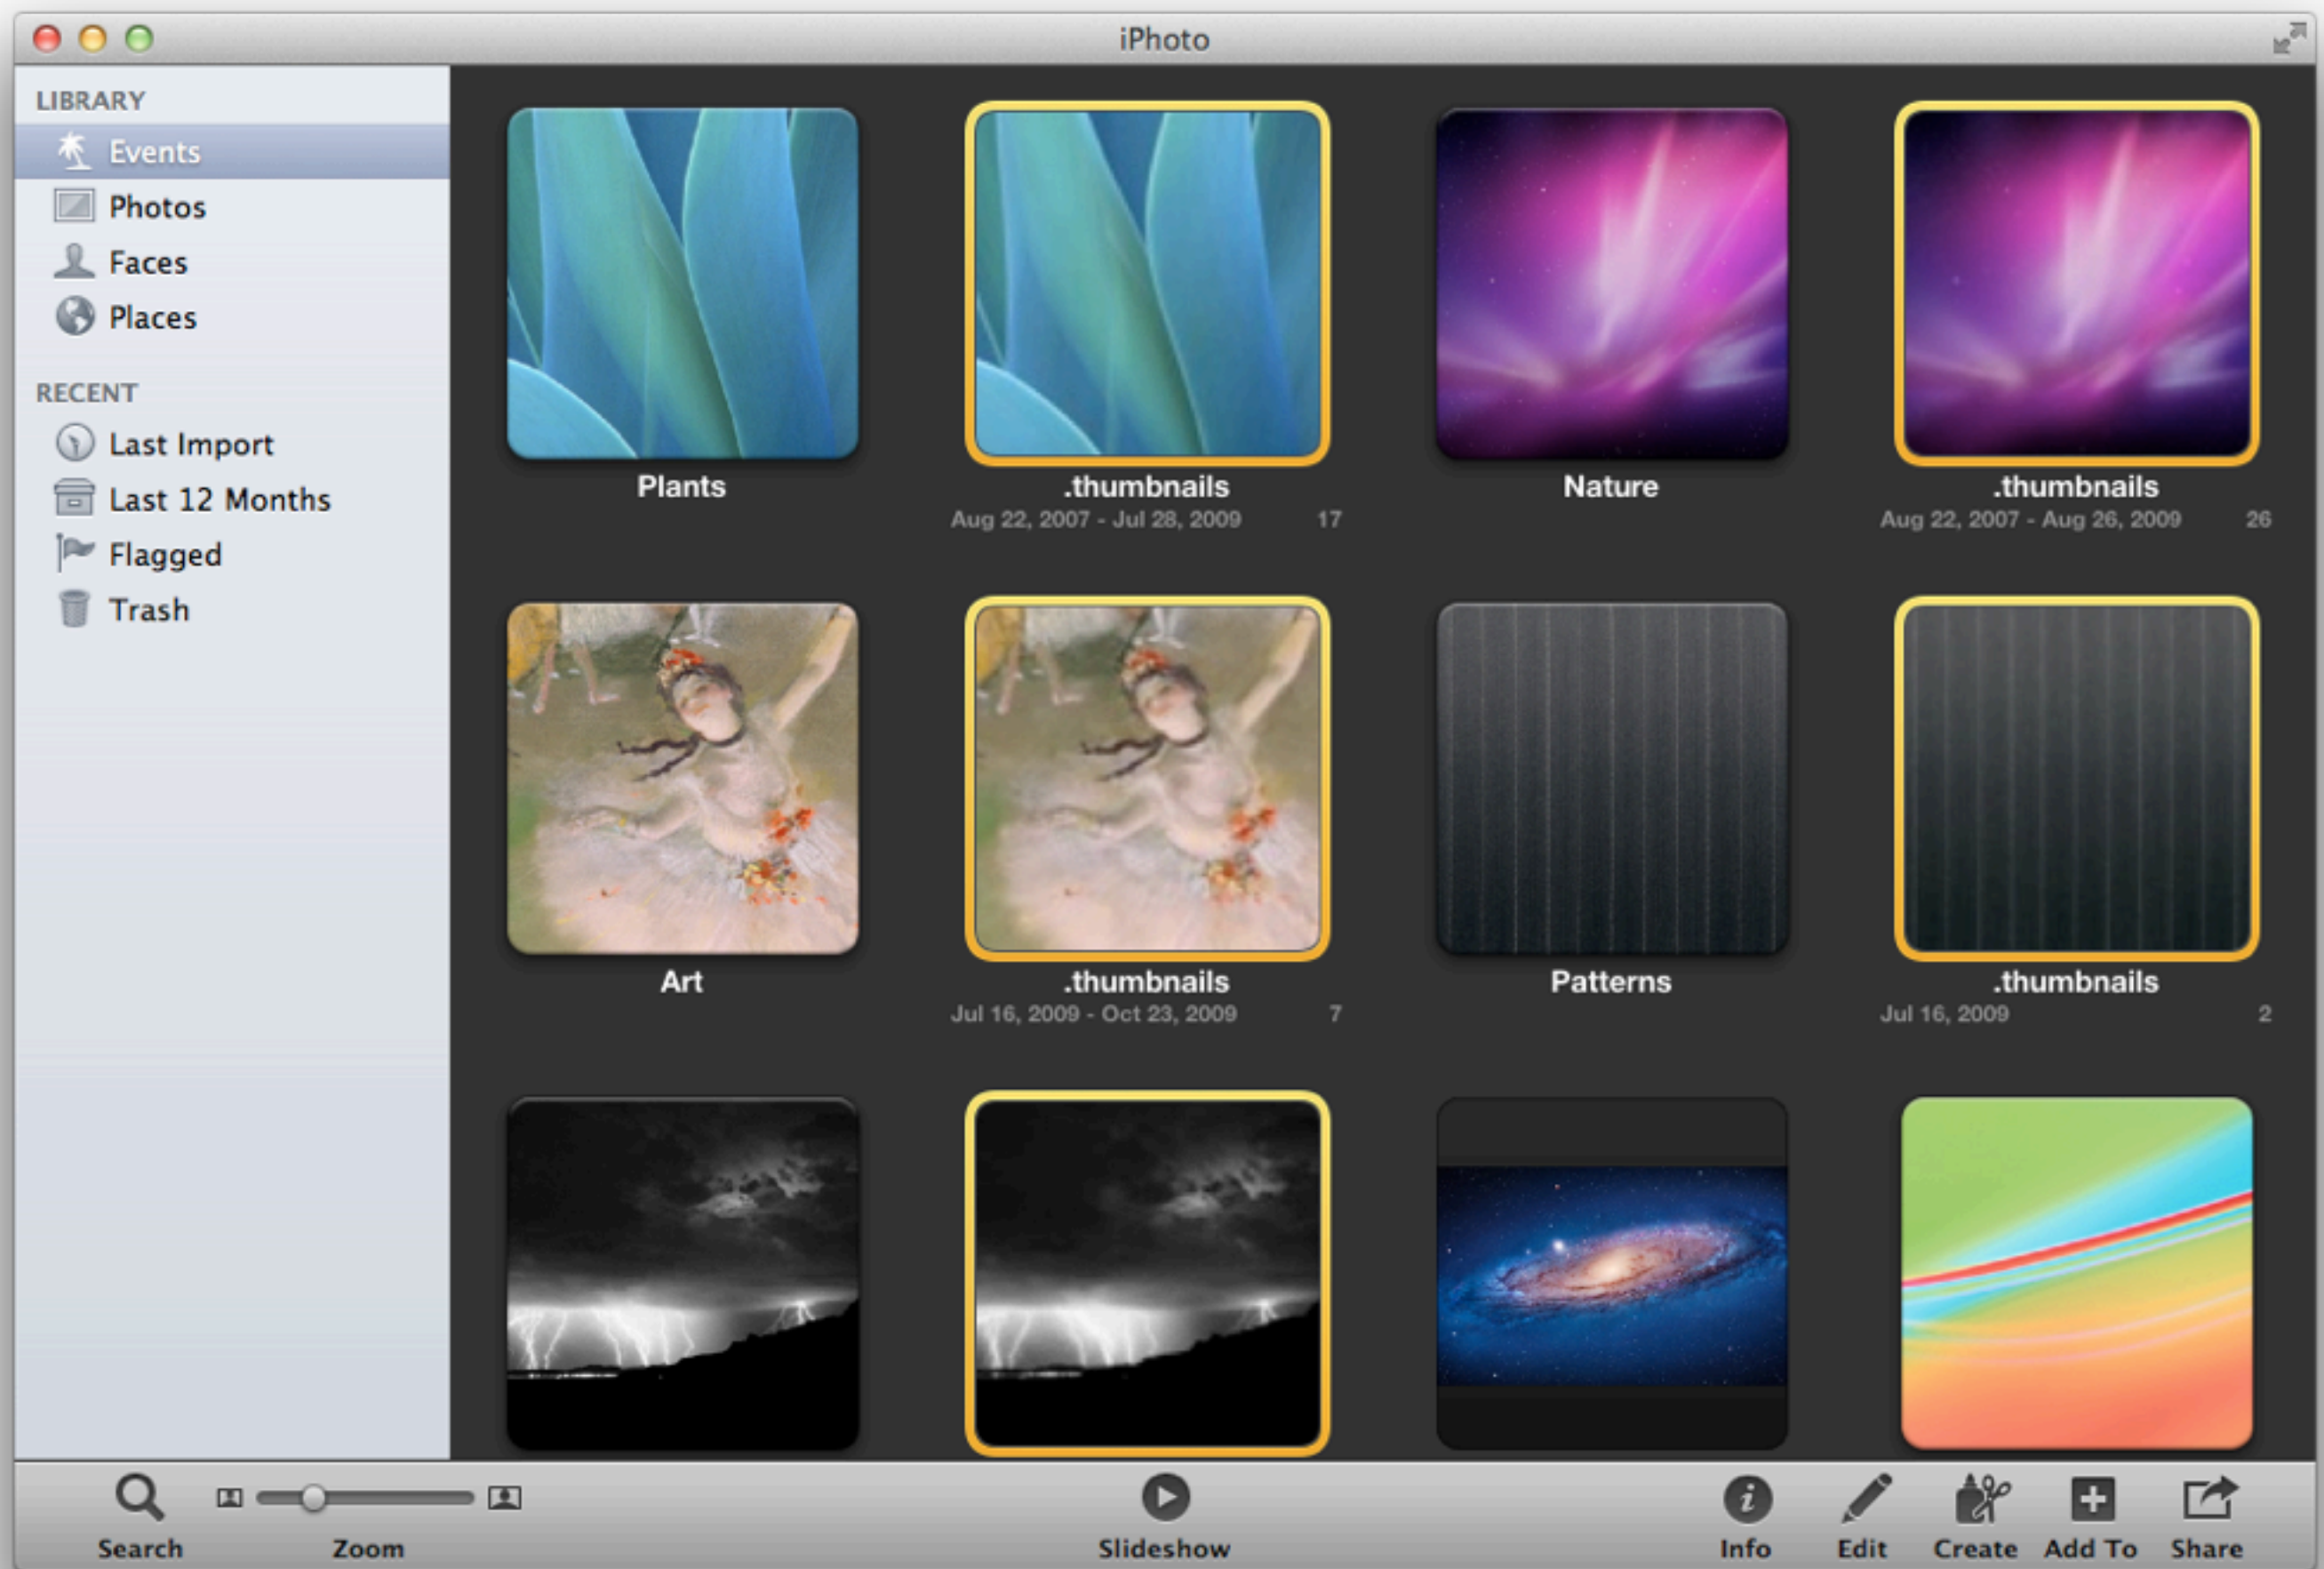 iPhoto
LIBRARY
Events
Photos
Faces
Places
RECENT
Last Import
Last 12 Months
Flagged
Trash
Plants
.thumbnails
Aug 22, 2007 - Jul 28, 2009 17
Nature
.thumbnails
Aug 22, 2007 - Aug 26, 2009 26
Art
.thumbnails
Jul 16, 2009 - Oct 23, 2009 7
Patterns
.thumbnails
Jul 16, 2009 2
Search
Zoom
Slideshow
Info
Edit
Create
Add To
Share